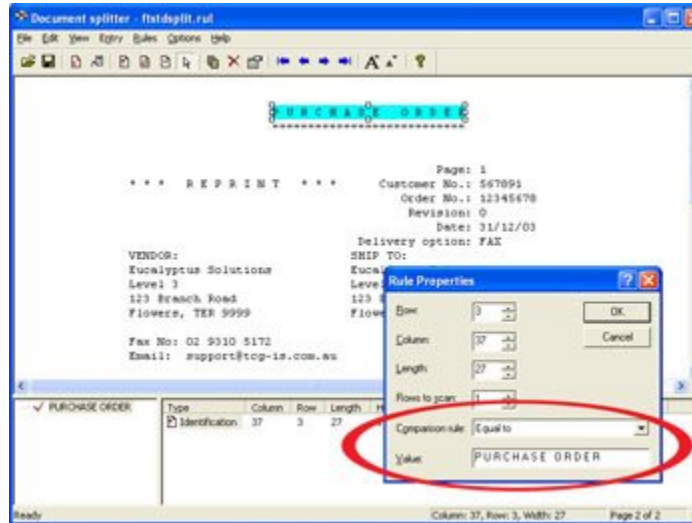 Document splitter - ftstdsplit.rul
File Edit View Entry Rules Options Help
PURCHASE ORDER
Page: 1
* * * R E P R I N T * * * Customer No.: 567891
Order No.: 12345678
Revision: 0
Date: 31/12/03
Delivery option: FAX
VENDOR: SHIP TO:
Eucalyptus Solutions
Level 3
123 Branch Road
Flowers, TER 9999
Fax No: 02 9310 5172
Email: support@tcg-is.com.au
Rule Properties
Row: 3 OK
Column: 37 Cancel
Length: 27
Rows to scan: 1
Comparison rule: Equal to
Value: PURCHASE ORDER
PURCHASE ORDER
Type Column Row Length
Identification 37 3 27
Ready Column: 37, Row: 3, Width: 27 Page 2 of 2